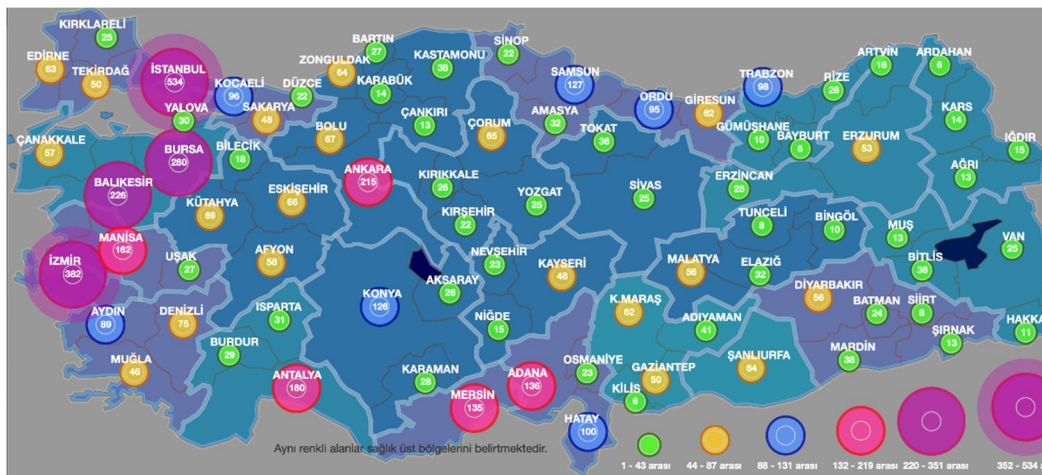 KIRKLARELİ
25
EDİRNE
63
TEKİRDAĞ
50
İSTANBUL
534
YALOVA
30
KOCAELİ
96
SAKARYA
48
DÜZCE
22
ZONGULDAK
64
BARTIN
27
KARABÜK
14
KASTAMONU
38
SİNOP
22
SAMSUN
127
ORDU
95
GİRESUN
62
TRABZON
98
RİZE
28
ARTVİN
16
ARDAHAN
6
KARS
14
IĞDIR
15
AĞRI
13
ERZURUM
53
BAYBURT
6
GÜMÜŞHANE
10
ERZİNCAN
25
TOKAT
36
AMASYA
32
ÇORUM
65
ÇANKIRI
13
BOLU
67
BİLECİK
18
BURSA
280
ÇANAKKALE
57
BALIKESİR
226
KÜTAHYA
69
ESKİŞEHİR
66
ANKARA
215
KIRIKKALE
26
KIRŞEHİR
22
YOZGAT
25
SİVAS
25
TUNCELİ
8
BİNGÖL
10
MUŞ
13
BİTLİS
36
VAN
25
HAKKA
11
ŞIRNAK
13
SİİRT
8
BATMAN
24
MARDİN
38
DİYARBAKIR
56
ELAZIĞ
32
MALATYA
56
ADIYAMAN
41
ŞANLIURFA
64
GAZİANTEP
50
KİLİS
6
K.MARAŞ
62
OSMANİYE
23
HATAY
100
ADANA
136
MERSİN
135
NİĞDE
15
KAYSERİ
48
NEVŞEHİR
23
AKSARAY
26
KONYA
126
KARAMAN
28
ANTALYA
180
ISPARTA
31
BURDUR
29
AFYON
58
UŞAK
27
MANİSA
162
İZMİR
382
AYDIN
89
DENİZLİ
75
MUĞLA
46
Aynı renkli alanlar sağlık üst bölgelerini belirtmektedir.
1 - 43 arası
44 - 87 arası
88 - 131 arası
132 - 219 arası
220 - 351 arası
352 - 534